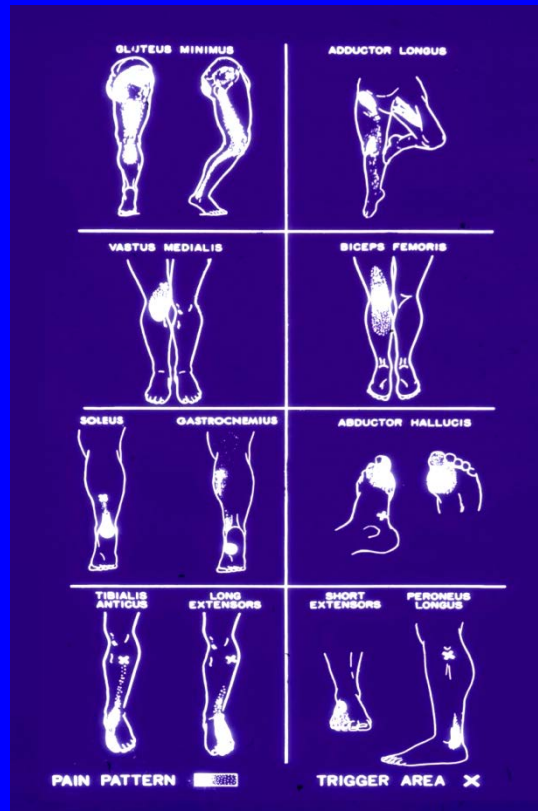 GLUTEUS MINIMUS
ADDUCTOR LONGUS
VASTUS MEDIALIS
BICEPS FEMORIS
SOLEUS
GASTROCNEMIUS
ABDUCTOR HALLUCIS
TIBIALIS
ANTICUS
LONG
EXTENSORS
SHORT
EXTENSORS
PERONEUS
LONGUS
PAIN PATTERN
TRIGGER AREA X